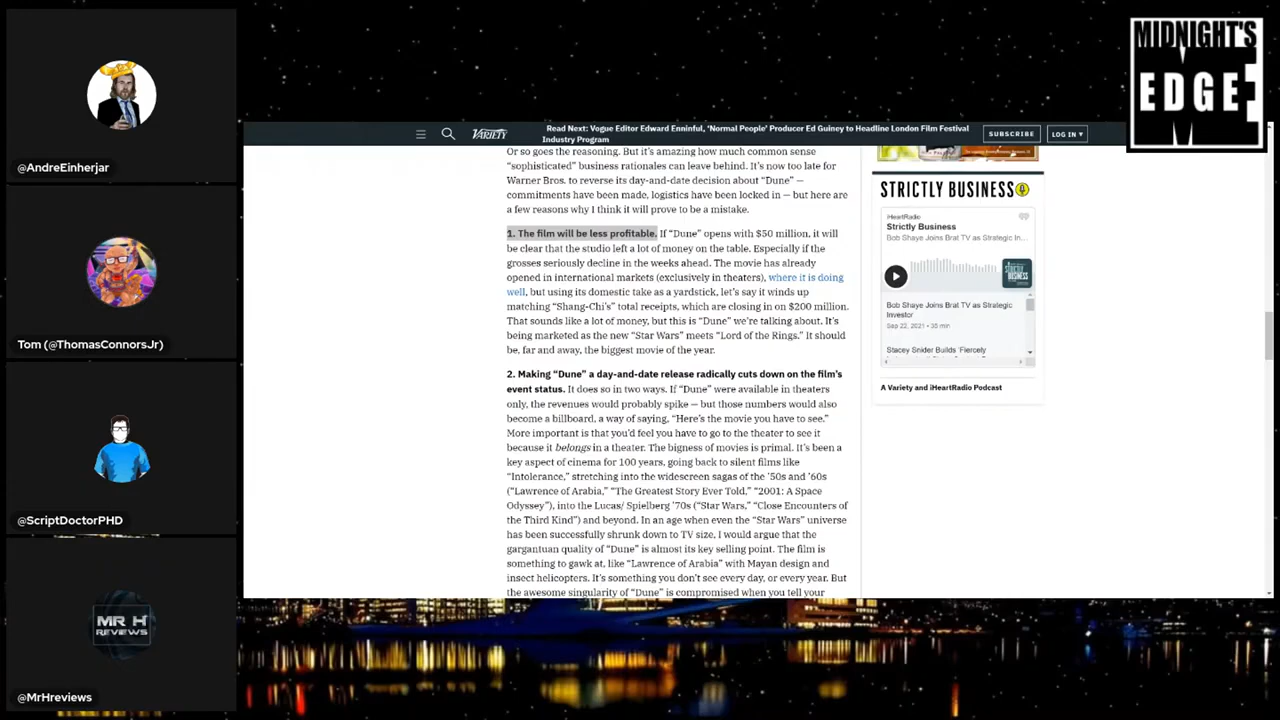 @AndreEinherjar
Tom (@ThomasConnorsJr)
@ScriptDoctorPHD
MR H
REVIEWS
@MrHreviews
MIDNIGHT'S
EDGE
VARIETY
Read Next: Vogue Editor Edward Enninful, ‘Normal People’ Producer Ed Guiney to Headline London Film Festival
Industry Program
SUBSCRIBE
LOG IN ▾
Or so goes the reasoning. But it’s amazing how much common sense
“sophisticated” business rationales can leave behind. It’s now too late for
Warner Bros. to reverse its day-and-date decision about “Dune” —
commitments have been made, logistics have been locked in — but here are
a few reasons why I think it will prove to be a mistake.
1. The film will be less profitable. If “Dune” opens with $50 million, it will
be clear that the studio left a lot of money on the table. Especially if the
grosses seriously decline in the weeks ahead. The movie has already
opened in international markets (exclusively in theaters), where it is doing
well, but using its domestic take as a yardstick, let’s say it winds up
matching “Shang-Chi’s” total receipts, which are closing in on $200 million.
That sounds like a lot of money, but this is “Dune” we’re talking about. It’s
being marketed as the new “Star Wars” meets “Lord of the Rings.” It should
be, far and away, the biggest movie of the year.
2. Making “Dune” a day-and-date release radically cuts down on the film’s
event status. It does so in two ways. If “Dune” were available in theaters
only, the revenues would probably spike — but those numbers would also
become a billboard, a way of saying, “Here’s the movie you have to see.”
More important is that you’d feel you have to go to the theater to see it
because it belongs in a theater. The bigness of movies is primal. It’s been a
key aspect of cinema for 100 years, going back to silent films like
“Intolerance,” stretching into the widescreen sagas of the ’50s and ’60s
(“Lawrence of Arabia,” “The Greatest Story Ever Told,” “2001: A Space
Odyssey”), into the Lucas/ Spielberg ’70s (“Star Wars,” “Close Encounters of
the Third Kind”) and beyond. In an age when even the “Star Wars” universe
has been successfully shrunk down to TV size, I would argue that the
gargantuan quality of “Dune” is almost its key selling point. The film is
something to gawk at, like “Lawrence of Arabia” with Mayan design and
insect helicopters. It’s something you don’t see every day, or every year. But
the awesome singularity of “Dune” is compromised when you tell your
STRICTLY BUSINESS
iHeartRadio
Strictly Business
Bob Shaye Joins Brat TV as Strategic In...
Bob Shaye Joins Brat TV as Strategic
Investor
Sep 22, 2021 • 35 min
Stacey Snider Builds ‘Fiercely
A Variety and iHeartRadio Podcast